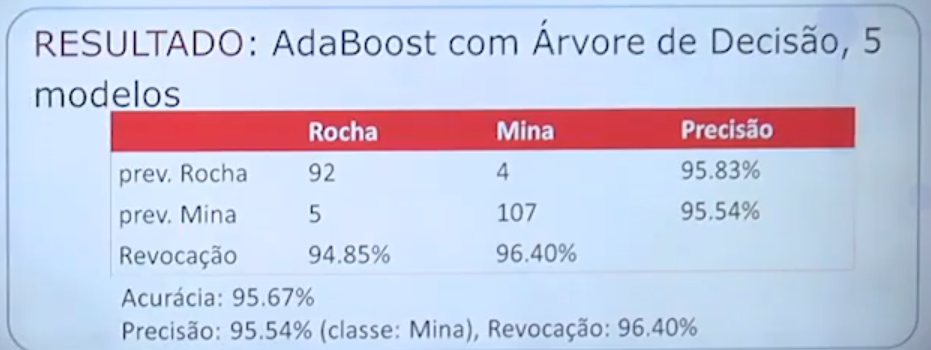 RESULTADO: AdaBoost com Árvore de Decisão, 5
modelos
Rocha Mina Precisão
prev. Rocha 92 4 95.83%
prev. Mina 5 107 95.54%
Revocação 94.85% 96.40%
Acurácia: 95.67%
Precisão: 95.54% (classe: Mina), Revocação: 96.40%